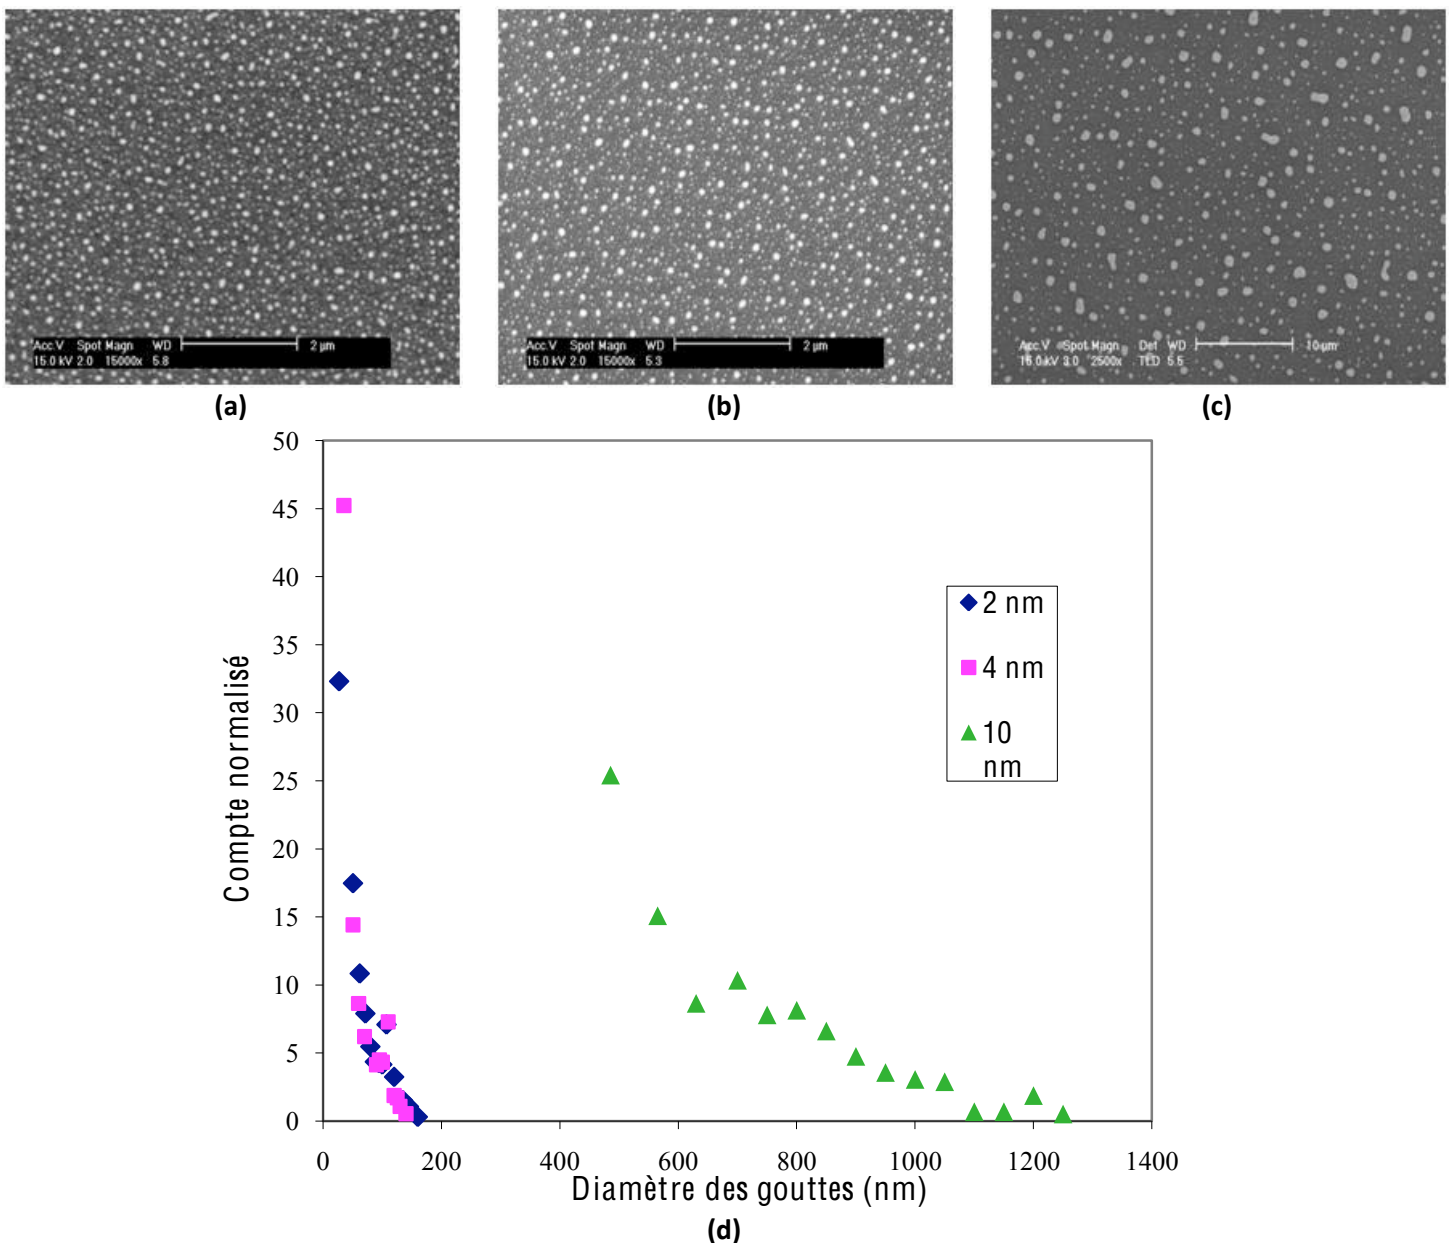 Acc.V Spot Magn WD 2 µm
15.0 kV 2.0 15000x 5.8
Acc.V Spot Magn WD 2 µm
15.0 kV 2.0 15000x 5.3
Acc.V Spot Magn Det WD 10 µm
15.0 kV 3.0 2500x TLD 5.5
(a)
(b)
(c)
50
45
40
35
30
25
20
15
10
5
0
Compte normalisé
2 nm
4 nm
10
nm
0 200 400 600 800 1000 1200 1400
Diamètre des gouttes (nm)
(d)